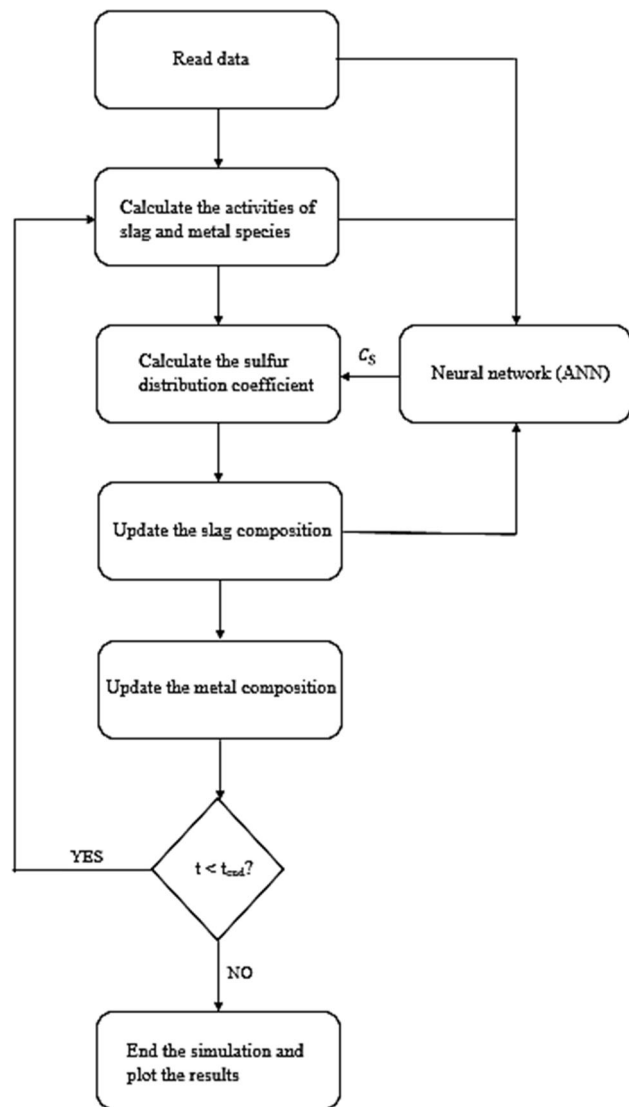 Read data
Calculate the activities of
slag and metal species
Calculate the sulfur
distribution coefficient
C_S
Neural network (ANN)
Update the slag composition
Update the metal composition
YES
t < t_end?
NO
End the simulation and
plot the results